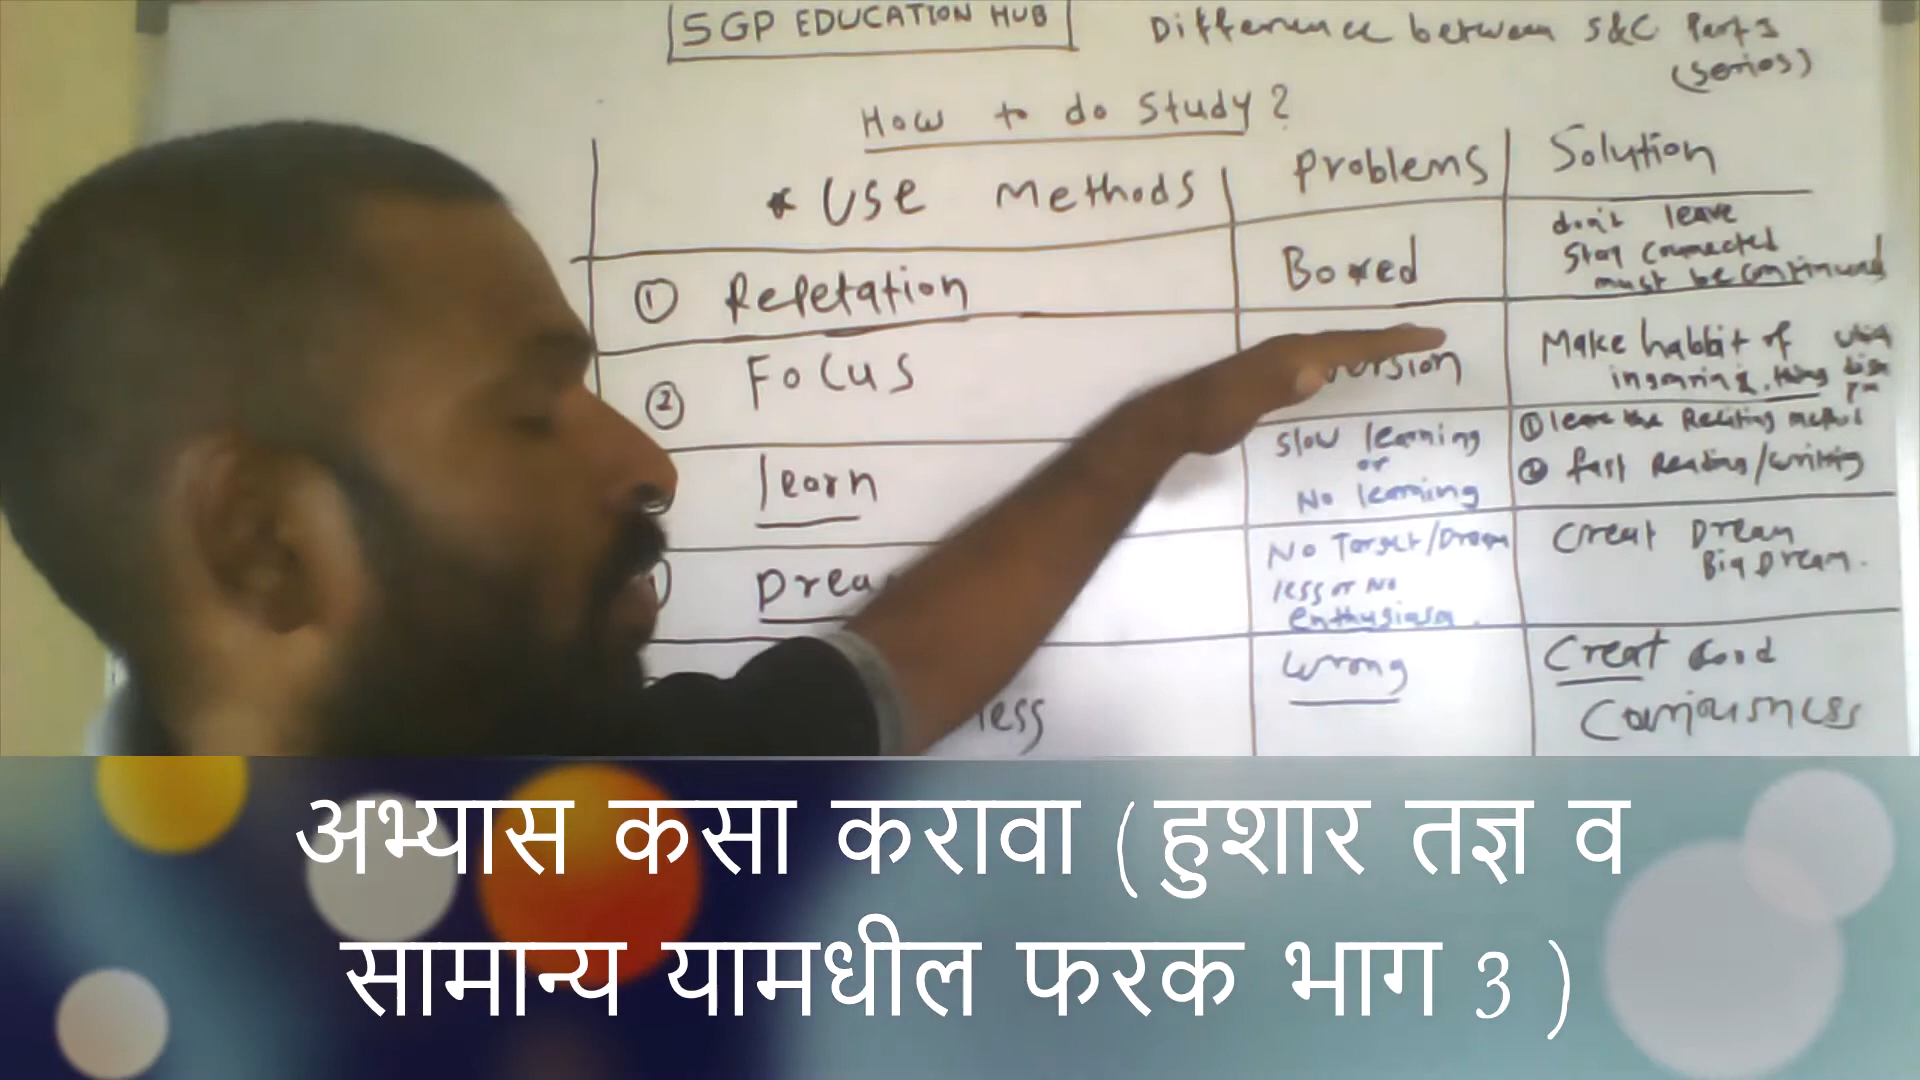 SGP EDUCATION HUB
Difference between S&C Part 3
(series)
How to do study?
* Use methods
Problems
Solution
① Repetation
Bored
don't leave
Stay Connected
must be continued
② Focus
version
Make habbit of
learn
slow learning
or
No learning
① leave the Reciting method
② fast Reading/writing
Drea
No Target/Dream
less or No
enthusiasm.
Creat Dream
Big Dream.
less
wrong
Creat Good
अभ्यास कसा करावा (हुशार तज्ञ व
सामान्य यामधील फरक भाग 3 )